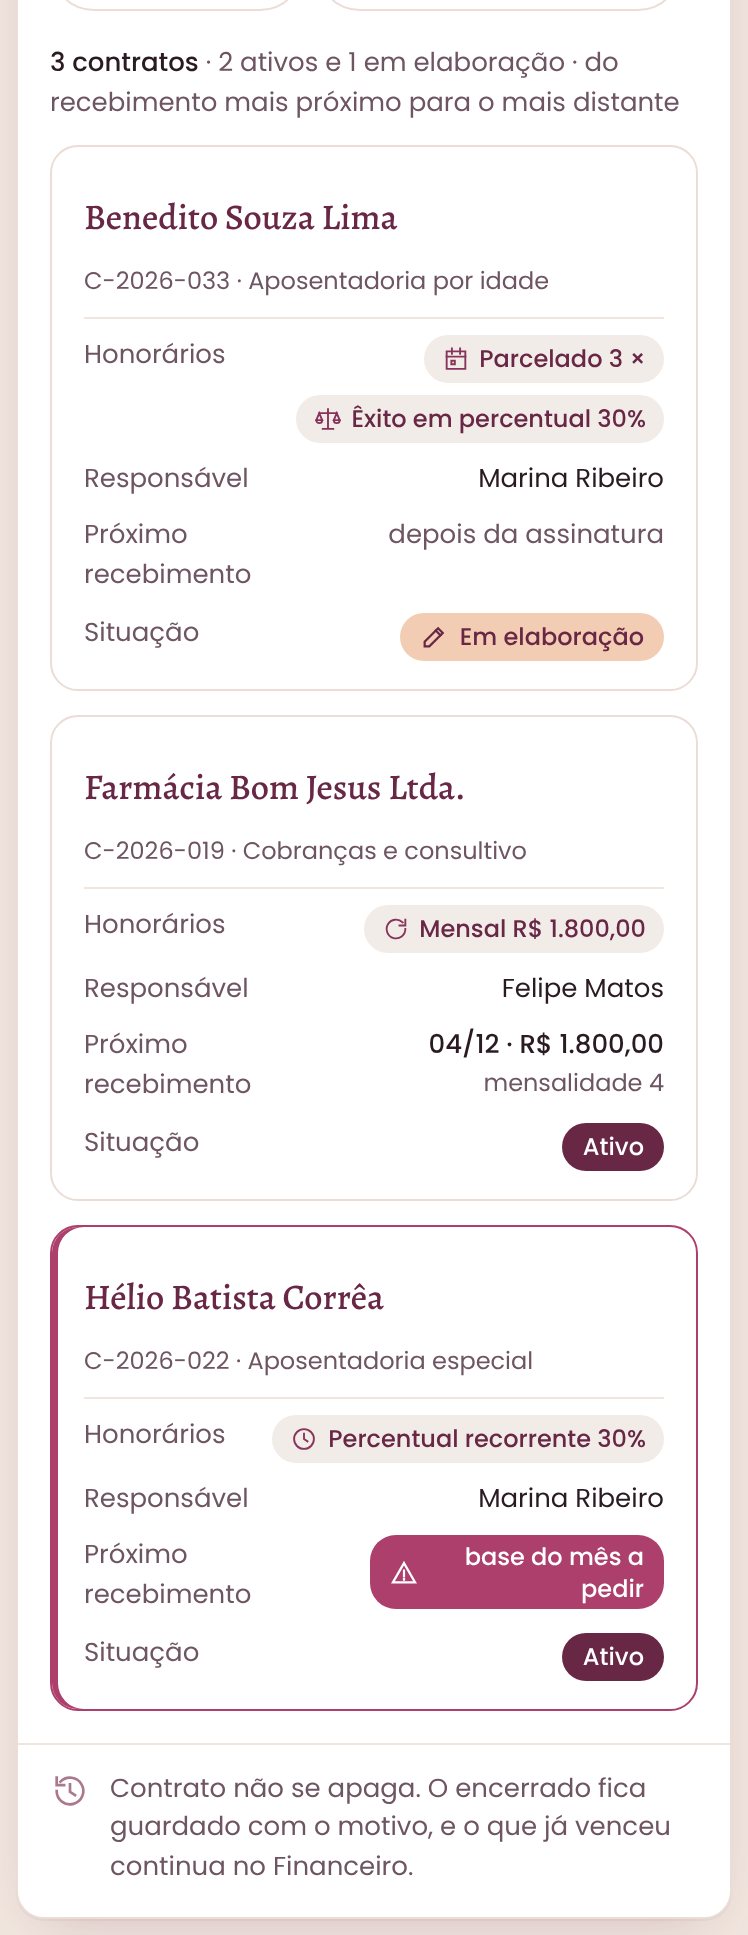 3 contratos · 2 ativos e 1 em elaboração · do
recebimento mais próximo para o mais distante
Benedito Souza Lima
C-2026-033 · Aposentadoria por idade
Honorários
Parcelado 3 ×
Êxito em percentual 30%
Responsável
Marina Ribeiro
Próximo
recebimento
depois da assinatura
Situação
Em elaboração
Farmácia Bom Jesus Ltda.
C-2026-019 · Cobranças e consultivo
Honorários
Mensal R$ 1.800,00
Responsável
Felipe Matos
Próximo
recebimento
04/12 · R$ 1.800,00
mensalidade 4
Situação
Ativo
Hélio Batista Corrêa
C-2026-022 · Aposentadoria especial
Honorários
Percentual recorrente 30%
Responsável
Marina Ribeiro
Próximo
recebimento
base do mês a
pedir
Situação
Ativo
Contrato não se apaga. O encerrado fica
guardado com o motivo, e o que já venceu
continua no Financeiro.